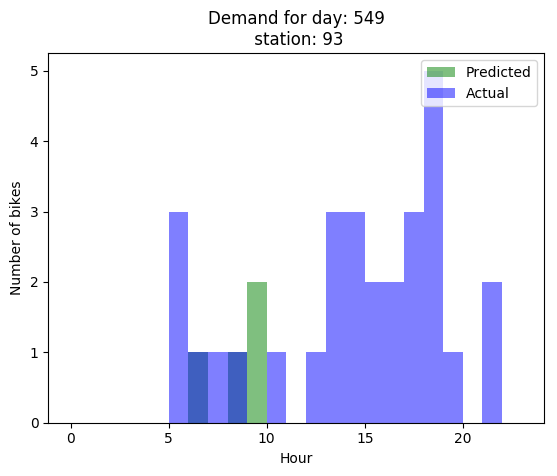 Demand for day: 549
station: 93
Predicted
Actual
Number of bikes
5
4
3
2
1
0
0 5 10 15 20
Hour